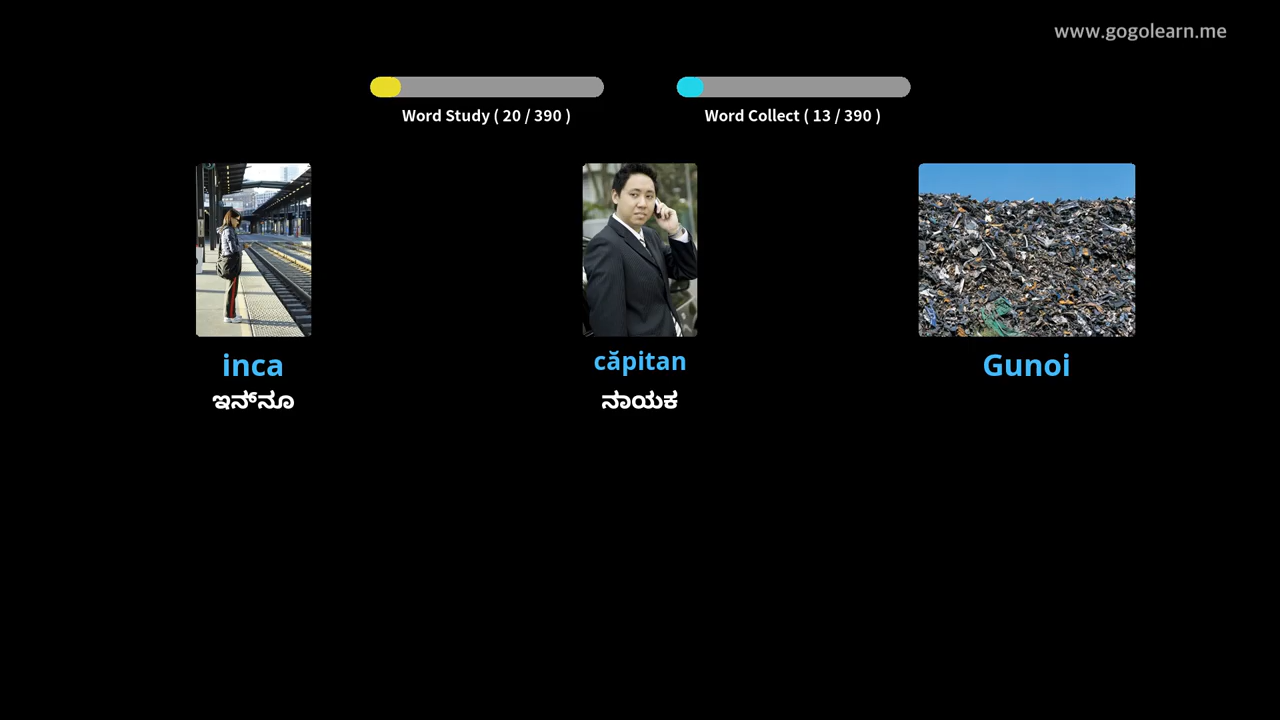 www.gogolearn.me
Word Study ( 20 / 390 )
Word Collect ( 13 / 390 )
inca
ಇನ್ನೂ
căpitan
ನಾಯಕ
Gunoi